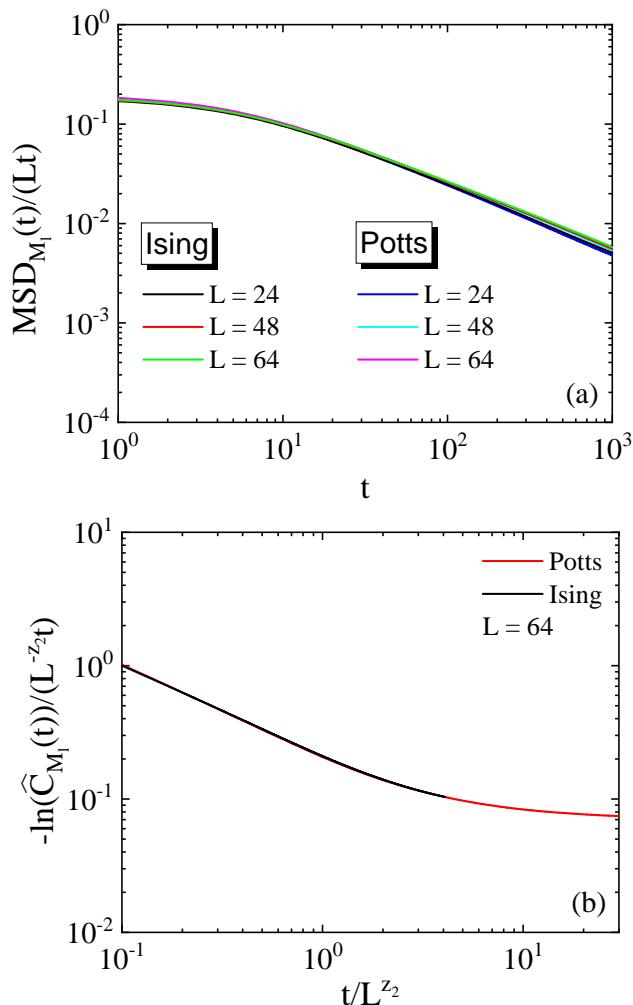 10^0
10^-1
10^-2
10^-3
10^-4
MSD_{M_1}(t)/(Lt)
Ising Potts
L = 24 L = 24
L = 48 L = 48
L = 64 L = 64
(a)
10^0 10^1 10^2 10^3
t
10^1
10^0
10^-1
10^-2
-ln(Ĉ_{M_1}(t))/(L^{-z_2}t)
Potts
Ising
L = 64
(b)
10^-1 10^0 10^1
t/L^{z_2}